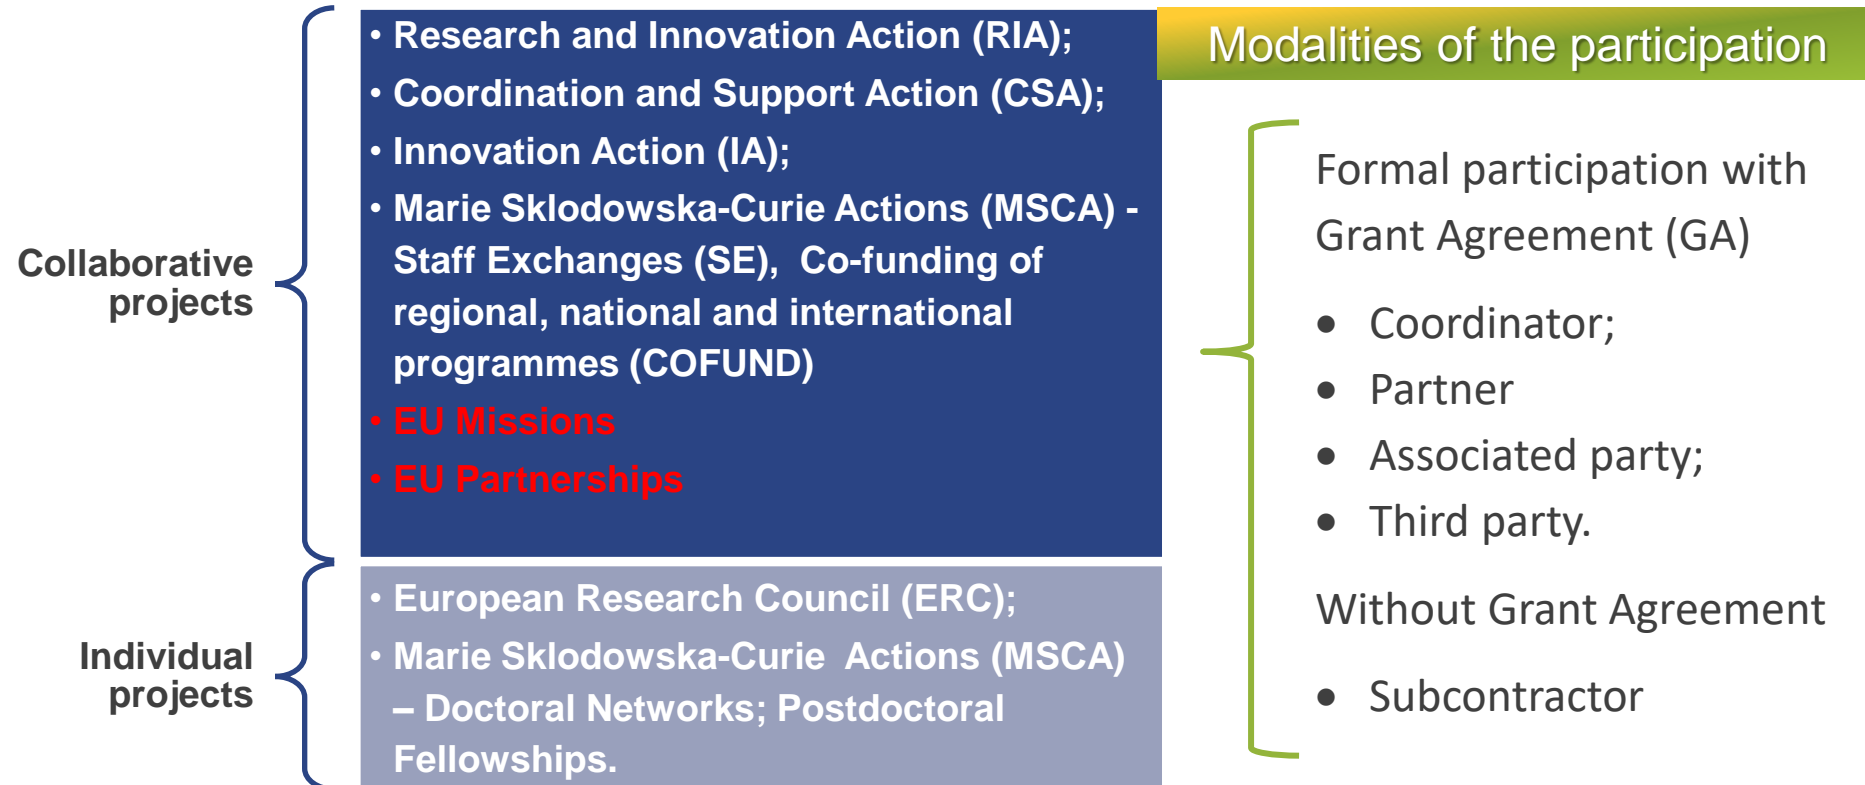 Collaborative
projects
• Research and Innovation Action (RIA);
• Coordination and Support Action (CSA);
• Innovation Action (IA);
• Marie Sklodowska-Curie Actions (MSCA) -
Staff Exchanges (SE), Co-funding of
regional, national and international
programmes (COFUND)
• EU Missions
• EU Partnerships
Individual
projects
• European Research Council (ERC);
• Marie Sklodowska-Curie Actions (MSCA)
– Doctoral Networks; Postdoctoral
Fellowships.
Modalities of the participation
Formal participation with
Grant Agreement (GA)
• Coordinator;
• Partner
• Associated party;
• Third party.
Without Grant Agreement
• Subcontractor